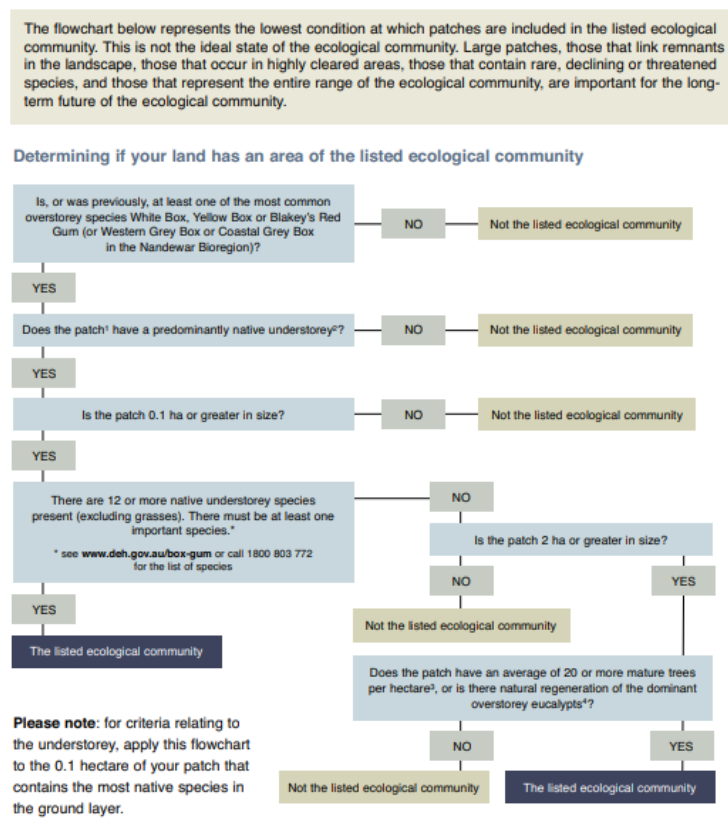 The flowchart below represents the lowest condition at which patches are included in the listed ecological
community. This is not the ideal state of the ecological community. Large patches, those that link remnants
in the landscape, those that occur in highly cleared areas, those that contain rare, declining or threatened
species, and those that represent the entire range of the ecological community, are important for the long-
term future of the ecological community.
Determining if your land has an area of the listed ecological community
Is, or was previously, at least one of the most common
overstorey species White Box, Yellow Box or Blakey's Red
Gum (or Western Grey Box or Coastal Grey Box
in the Nandewar Bioregion)?
NO
Not the listed ecological community
YES
Does the patch¹ have a predominantly native understorey²?
NO
Not the listed ecological community
YES
Is the patch 0.1 ha or greater in size?
NO
Not the listed ecological community
YES
There are 12 or more native understorey species
present (excluding grasses). There must be at least one
important species.*
* see www.deh.gov.au/box-gum or call 1800 803 772
for the list of species
NO
Is the patch 2 ha or greater in size?
NO
YES
YES
Not the listed ecological community
The listed ecological community
Does the patch have an average of 20 or more mature trees
per hectare³, or is there natural regeneration of the dominant
overstorey eucalypts⁴?
NO
YES
Not the listed ecological community
The listed ecological community
Please note: for criteria relating to
the understorey, apply this flowchart
to the 0.1 hectare of your patch that
contains the most native species in
the ground layer.